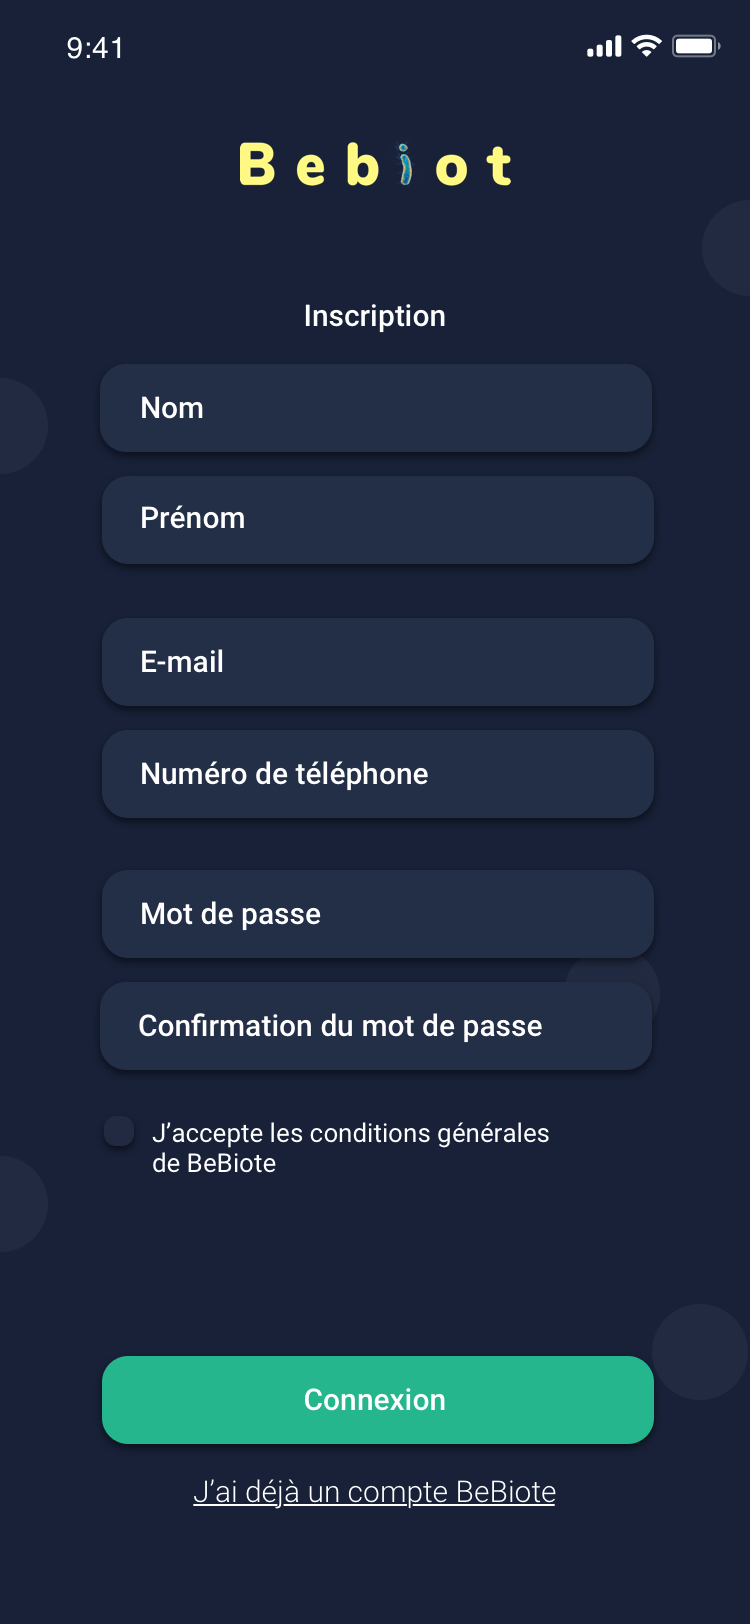 9:41
Bebiot
Inscription
Nom
Prénom
E-mail
Numéro de téléphone
Mot de passe
Confirmation du mot de passe
J’accepte les conditions générales
de BeBiote
Connexion
J’ai déjà un compte BeBiote